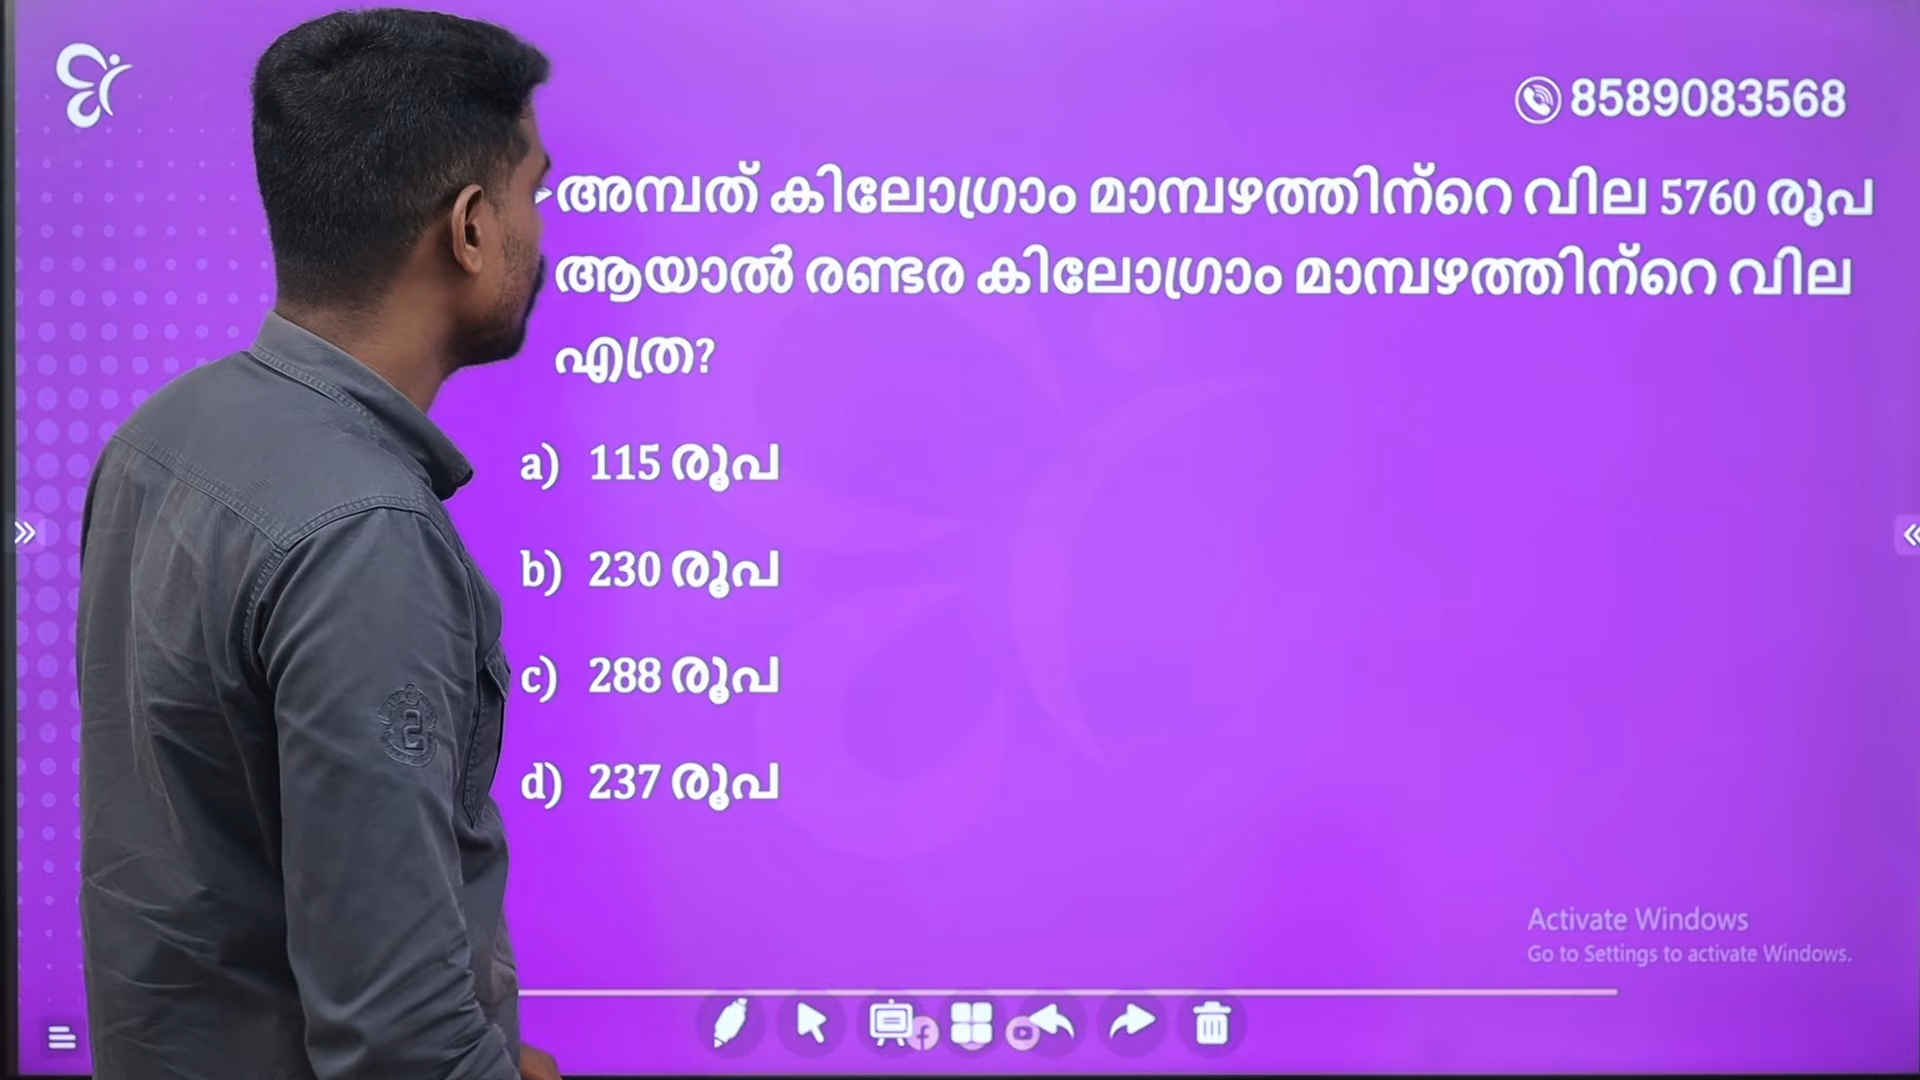 8589083568
അമ്പത് കിലോഗ്രാം മാമ്പഴത്തിന്റെ വില 5760 രൂപ
ആയാൽ രണ്ടര കിലോഗ്രാം മാമ്പഴത്തിന്റെ വില
എത്ര?
a) 115 രൂപ
b) 230 രൂപ
c) 288 രൂപ
d) 237 രൂപ
2
Activate Windows
Go to Settings to activate Windows.